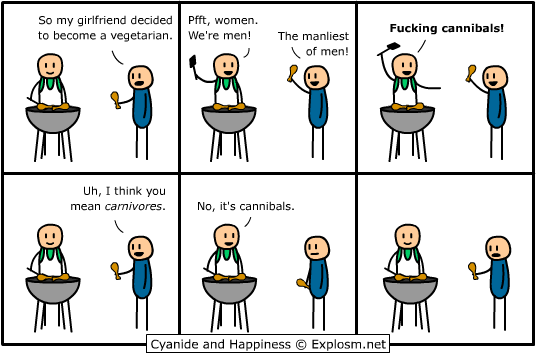 So my girlfriend decided
to become a vegetarian.
Pfft, women.
We're men!
The manliest
of men!
Fucking cannibals!
Uh, I think you
mean carnivores.
No, it's cannibals.
Cyanide and Happiness © Explosm.net